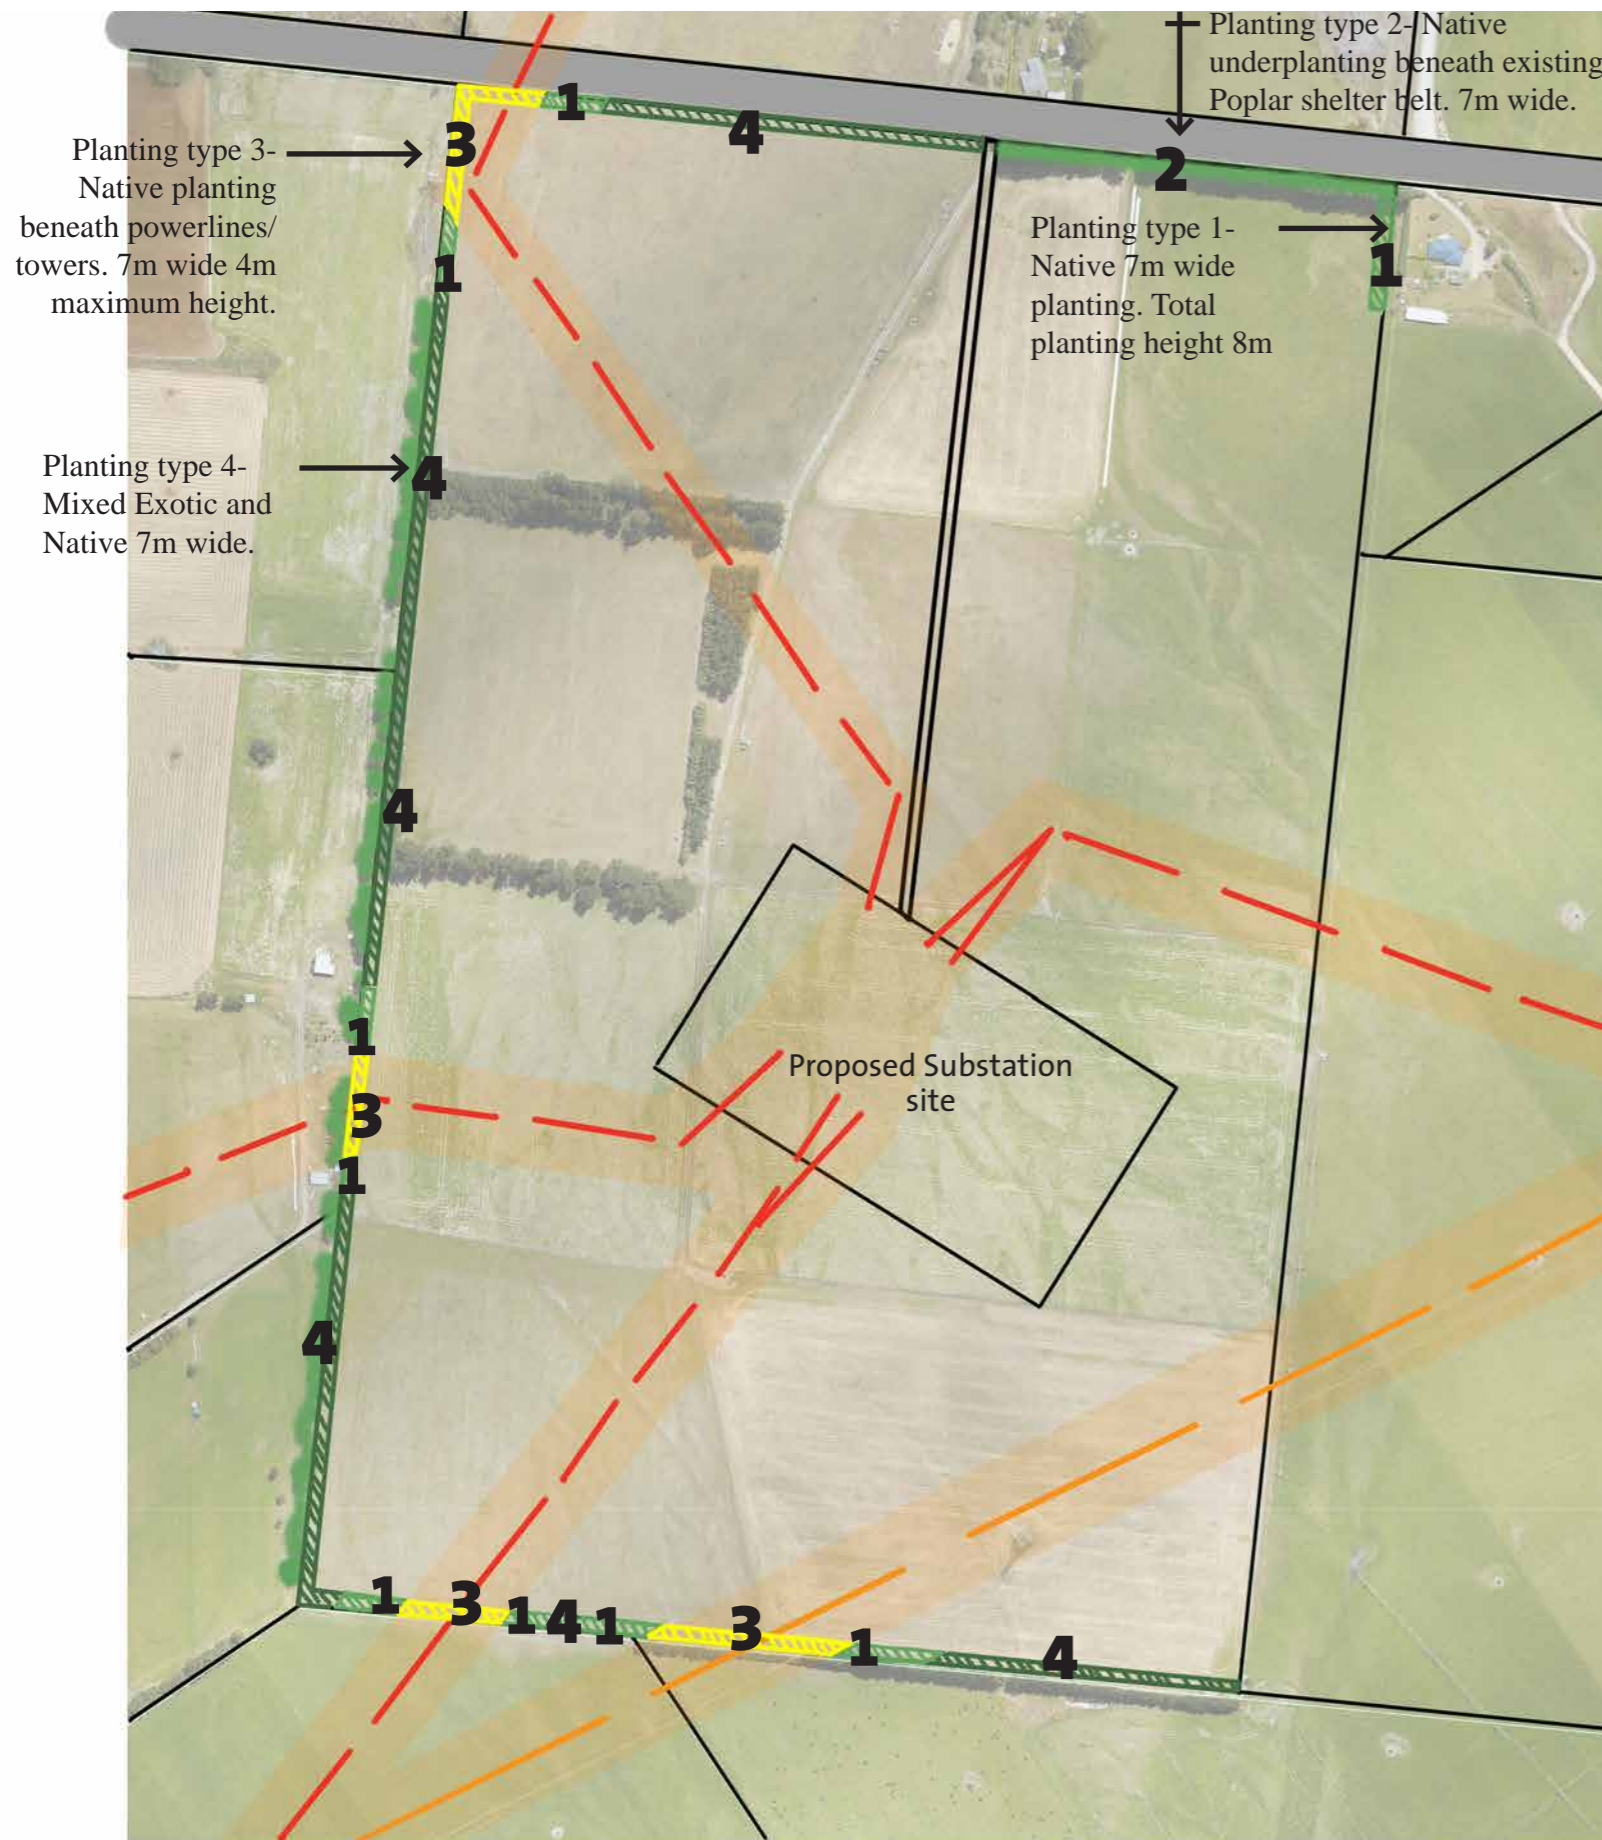 Planting type 2- Native
underplanting beneath existing
Poplar shelter belt. 7m wide.
1
4
3
Planting type 3-
Native planting
beneath powerlines/
towers. 7m wide 4m
maximum height.
2
Planting type 1-
Native 7m wide
planting. Total
planting height 8m
1
1
Planting type 4-
Mixed Exotic and
Native 7m wide.
4
4
1
Proposed Substation
site
3
1
4
1
3
1
4
1
3
1
4